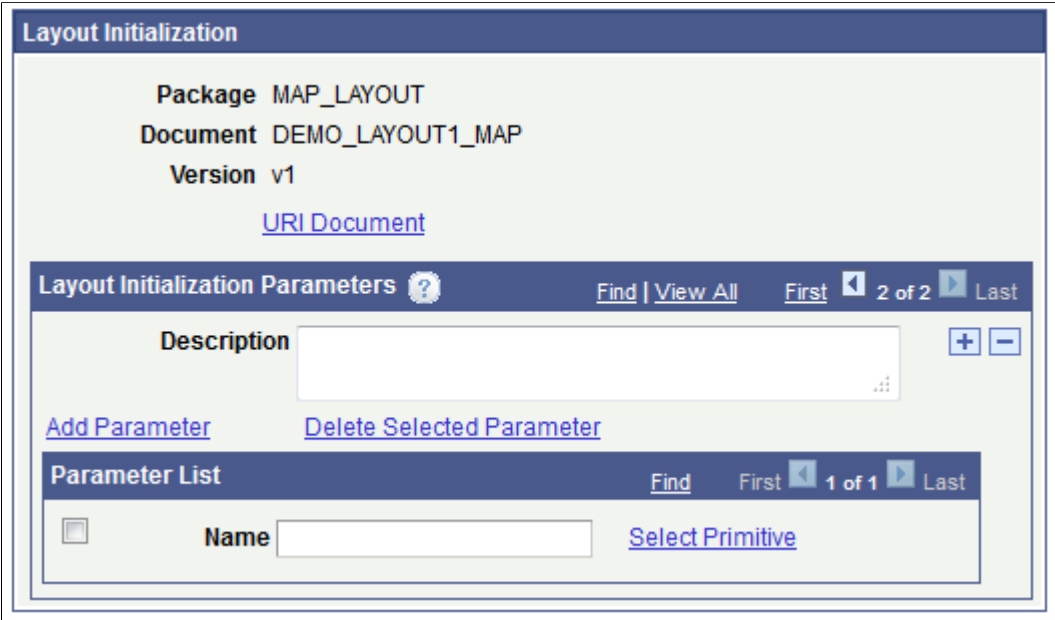 Layout Initialization
Package MAP_LAYOUT
Document DEMO_LAYOUT1_MAP
Version v1
URI Document
Layout Initialization Parameters ? Find | View All First 2 of 2 Last
Description + −
Add Parameter Delete Selected Parameter
Parameter List Find First 1 of 1 Last
Name Select Primitive